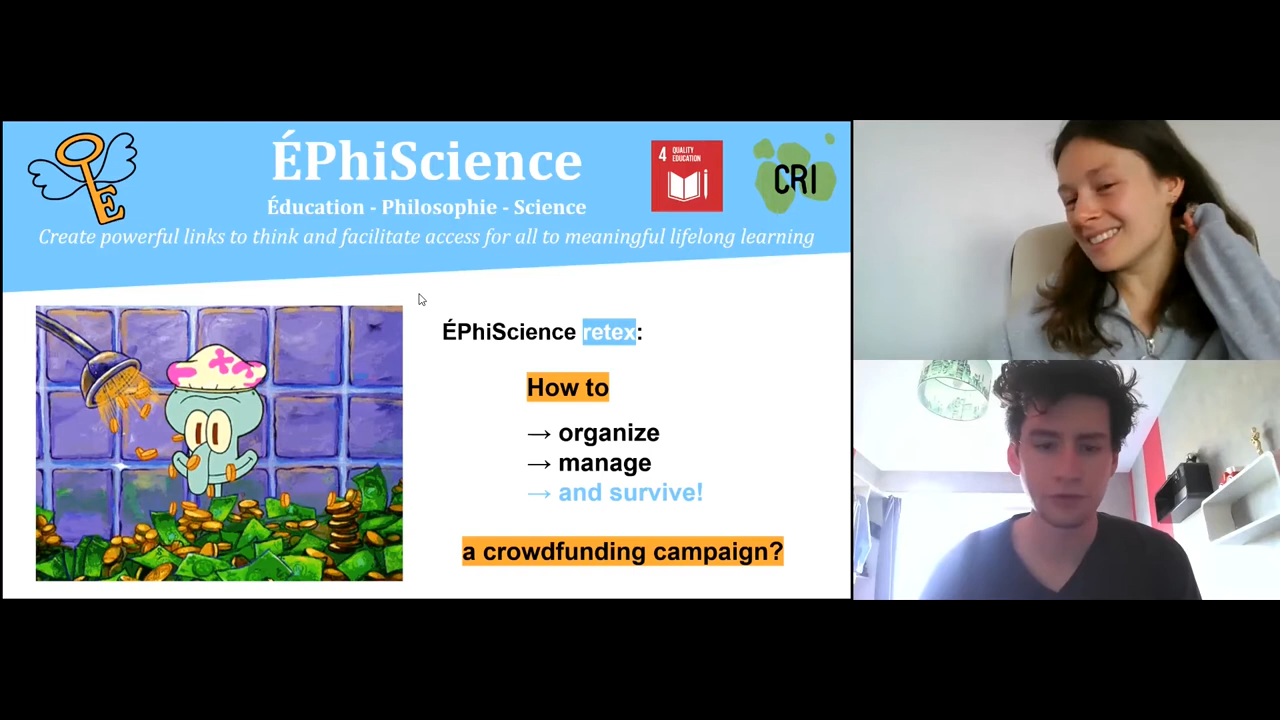 ÉPhiScience
Éducation - Philosophie - Science
Create powerful links to think and facilitate access for all to meaningful lifelong learning
E
4 QUALITY
EDUCATION
CRI
ÉPhiScience retex:
How to
→ organize
→ manage
→ and survive!
a crowdfunding campaign?